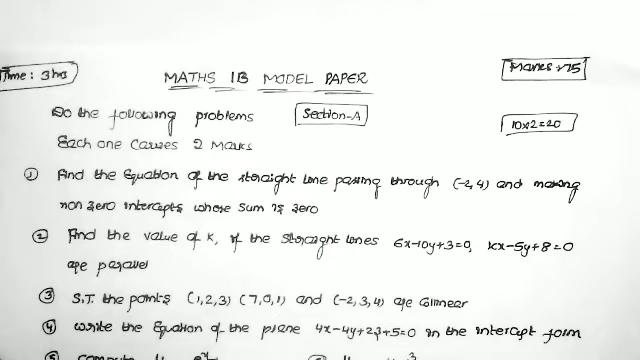 Time: 3 hrs
MATHS IB MODEL PAPER
Marks: 75
Do the following problems
Section-A
10x2=20
Each one carries 2 Marks
① Find the Equation of the straight line passing through (-2,4) and making
non zero intercepts whose sum is zero
② Find the value of K, if the straight lines 6x-10y+3=0, Kx-5y+8=0
are parallel
③ S.T. the points (1,2,3) (7,0,1) and (-2,3,4) are collinear
④ write the Equation of the plane 4x-4y+2z+5=0 in the intercept form
⑤ compute